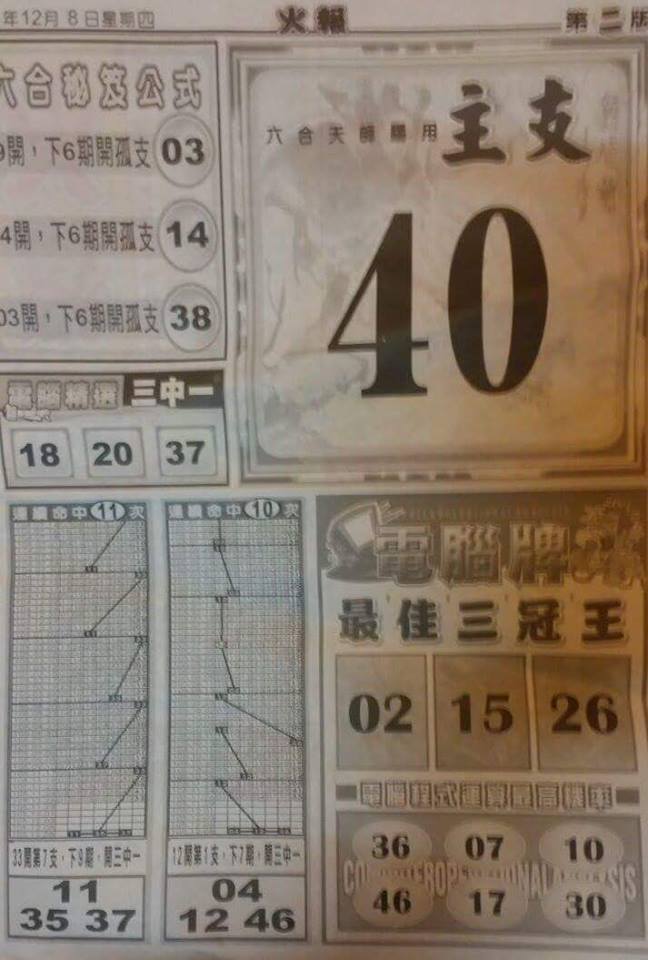 年12月8日星期四
火報
第二版
六合秘笈公式
9開，下6期開孤支 03
4開，下6期開孤支 14
03開，下6期開孤支 38
六合天師賜用 主支
40
電腦精選 三中一
18 20 37
連續命中11次
33開第7支，下9期，開三中一
11
35 37
連續命中10次
12開第1支，下7期，開三中一
04
12 46
電腦牌
最佳三冠王
02 15 26
電腦程式運算最高機率
36 07 10
46 17 30